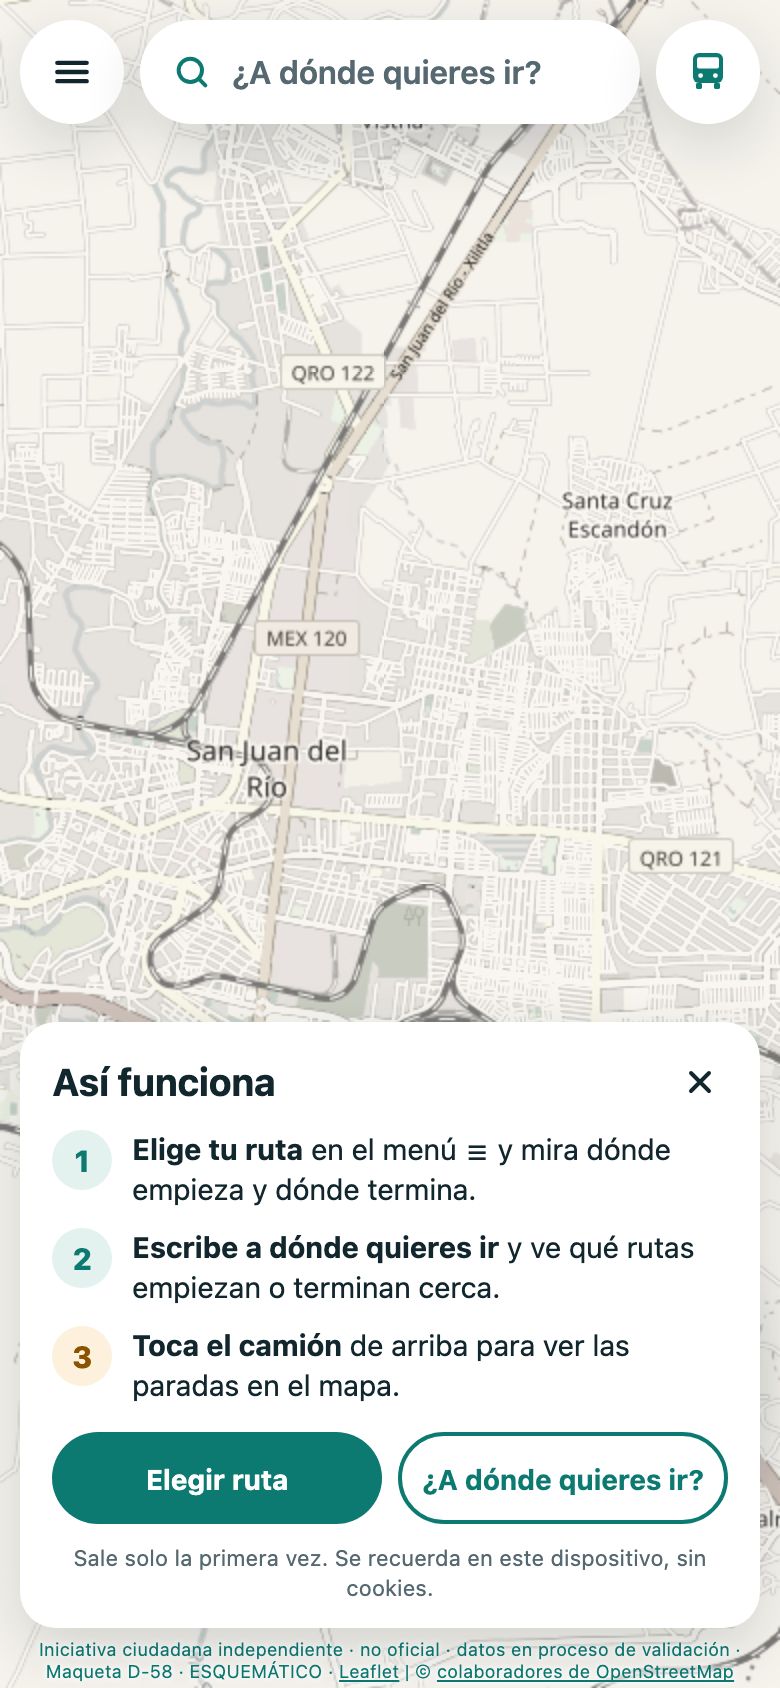 ¿A dónde quieres ir?
San Juan del Río - Xilitla
QRO 122
Santa Cruz
Escandón
MEX 120
San Juan del
Río
QRO 121
Así funciona
1 Elige tu ruta en el menú ≡ y mira dónde
empieza y dónde termina.
2 Escribe a dónde quieres ir y ve qué rutas
empiezan o terminan cerca.
3 Toca el camión de arriba para ver las
paradas en el mapa.
Elegir ruta
¿A dónde quieres ir?
Sale solo la primera vez. Se recuerda en este dispositivo, sin
cookies.
Iniciativa ciudadana independiente · no oficial · datos en proceso de validación ·
Maqueta D-58 · ESQUEMÁTICO · Leaflet | © colaboradores de OpenStreetMap